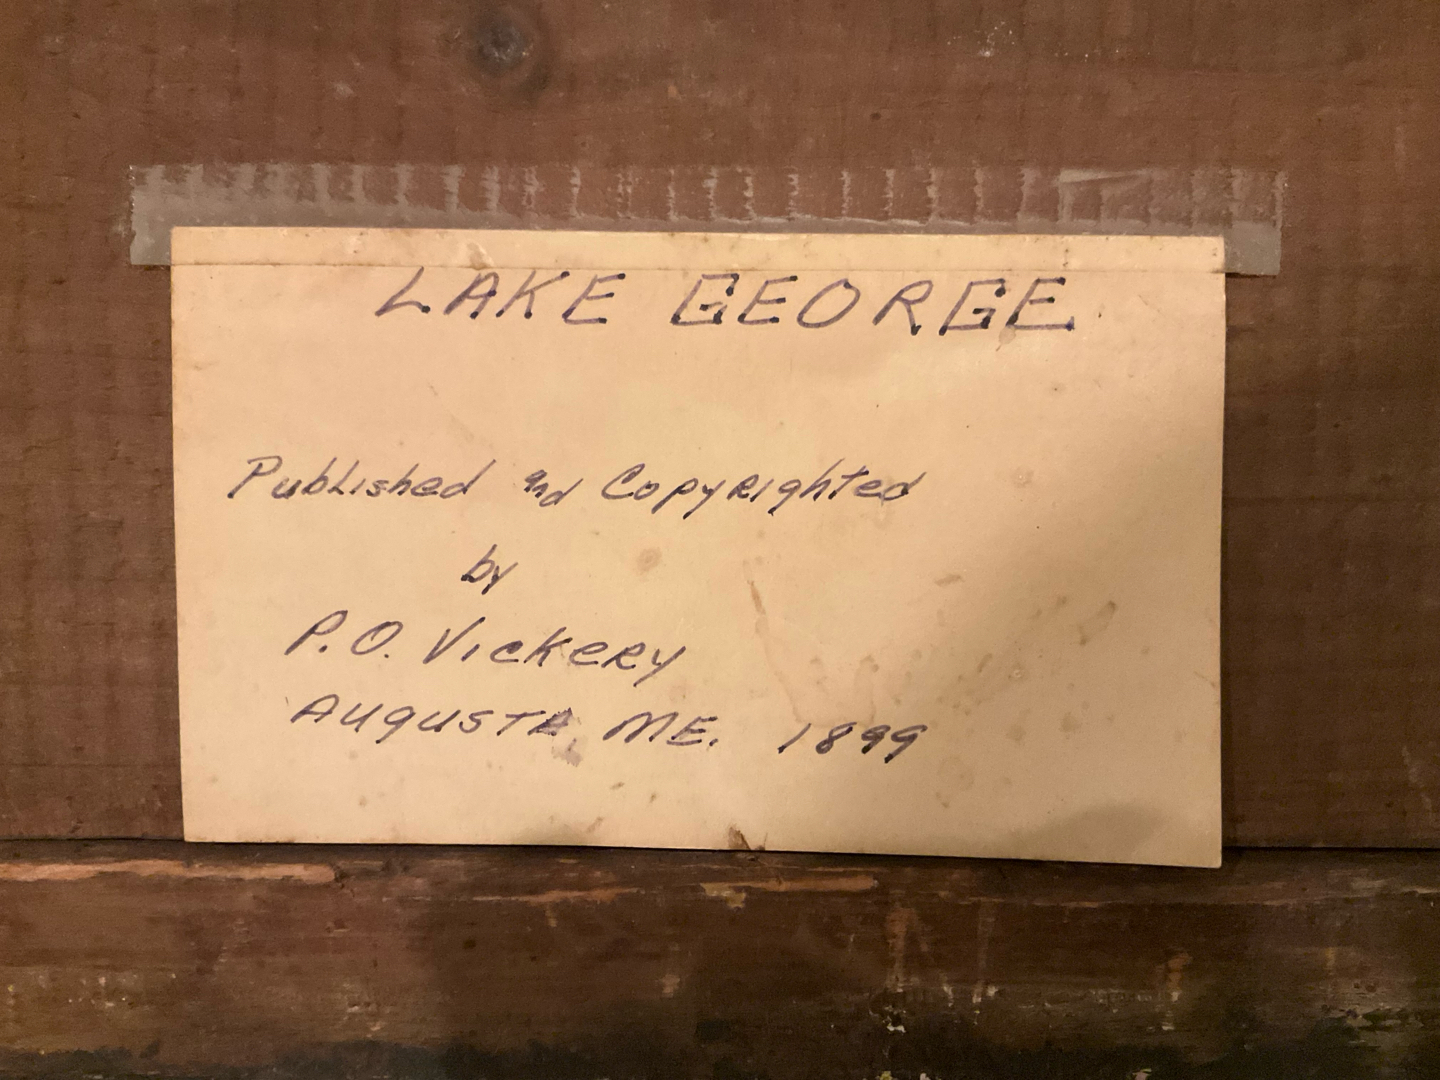 LAKE GEORGE
Published and Copyrighted
by
P.O. Vickery
Augusta, ME. 1899